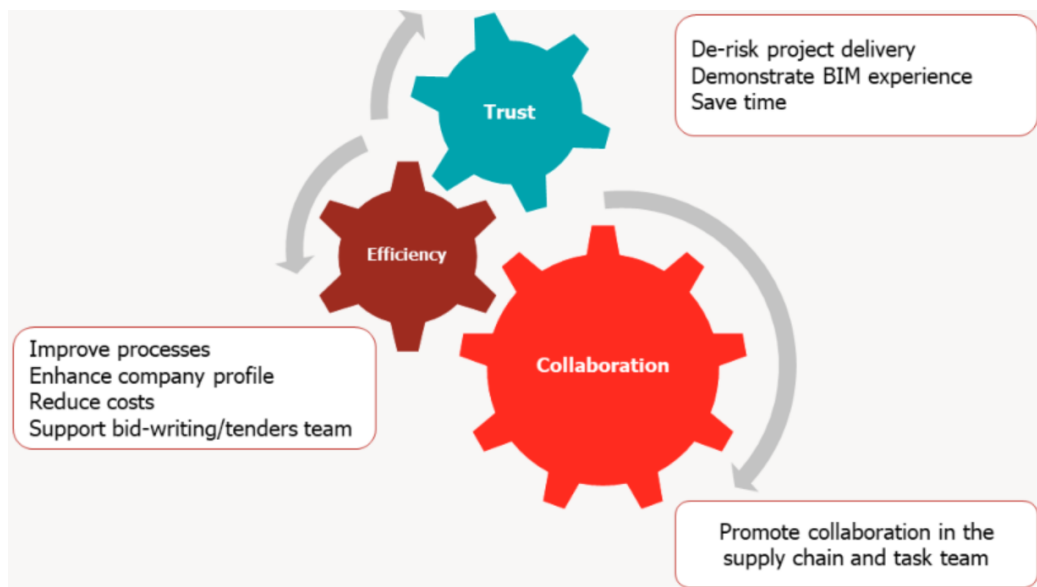 De-risk project delivery
Demonstrate BIM experience
Save time
Trust
Efficiency
Improve processes
Enhance company profile
Reduce costs
Support bid-writing/tenders team
Collaboration
Promote collaboration in the
supply chain and task team